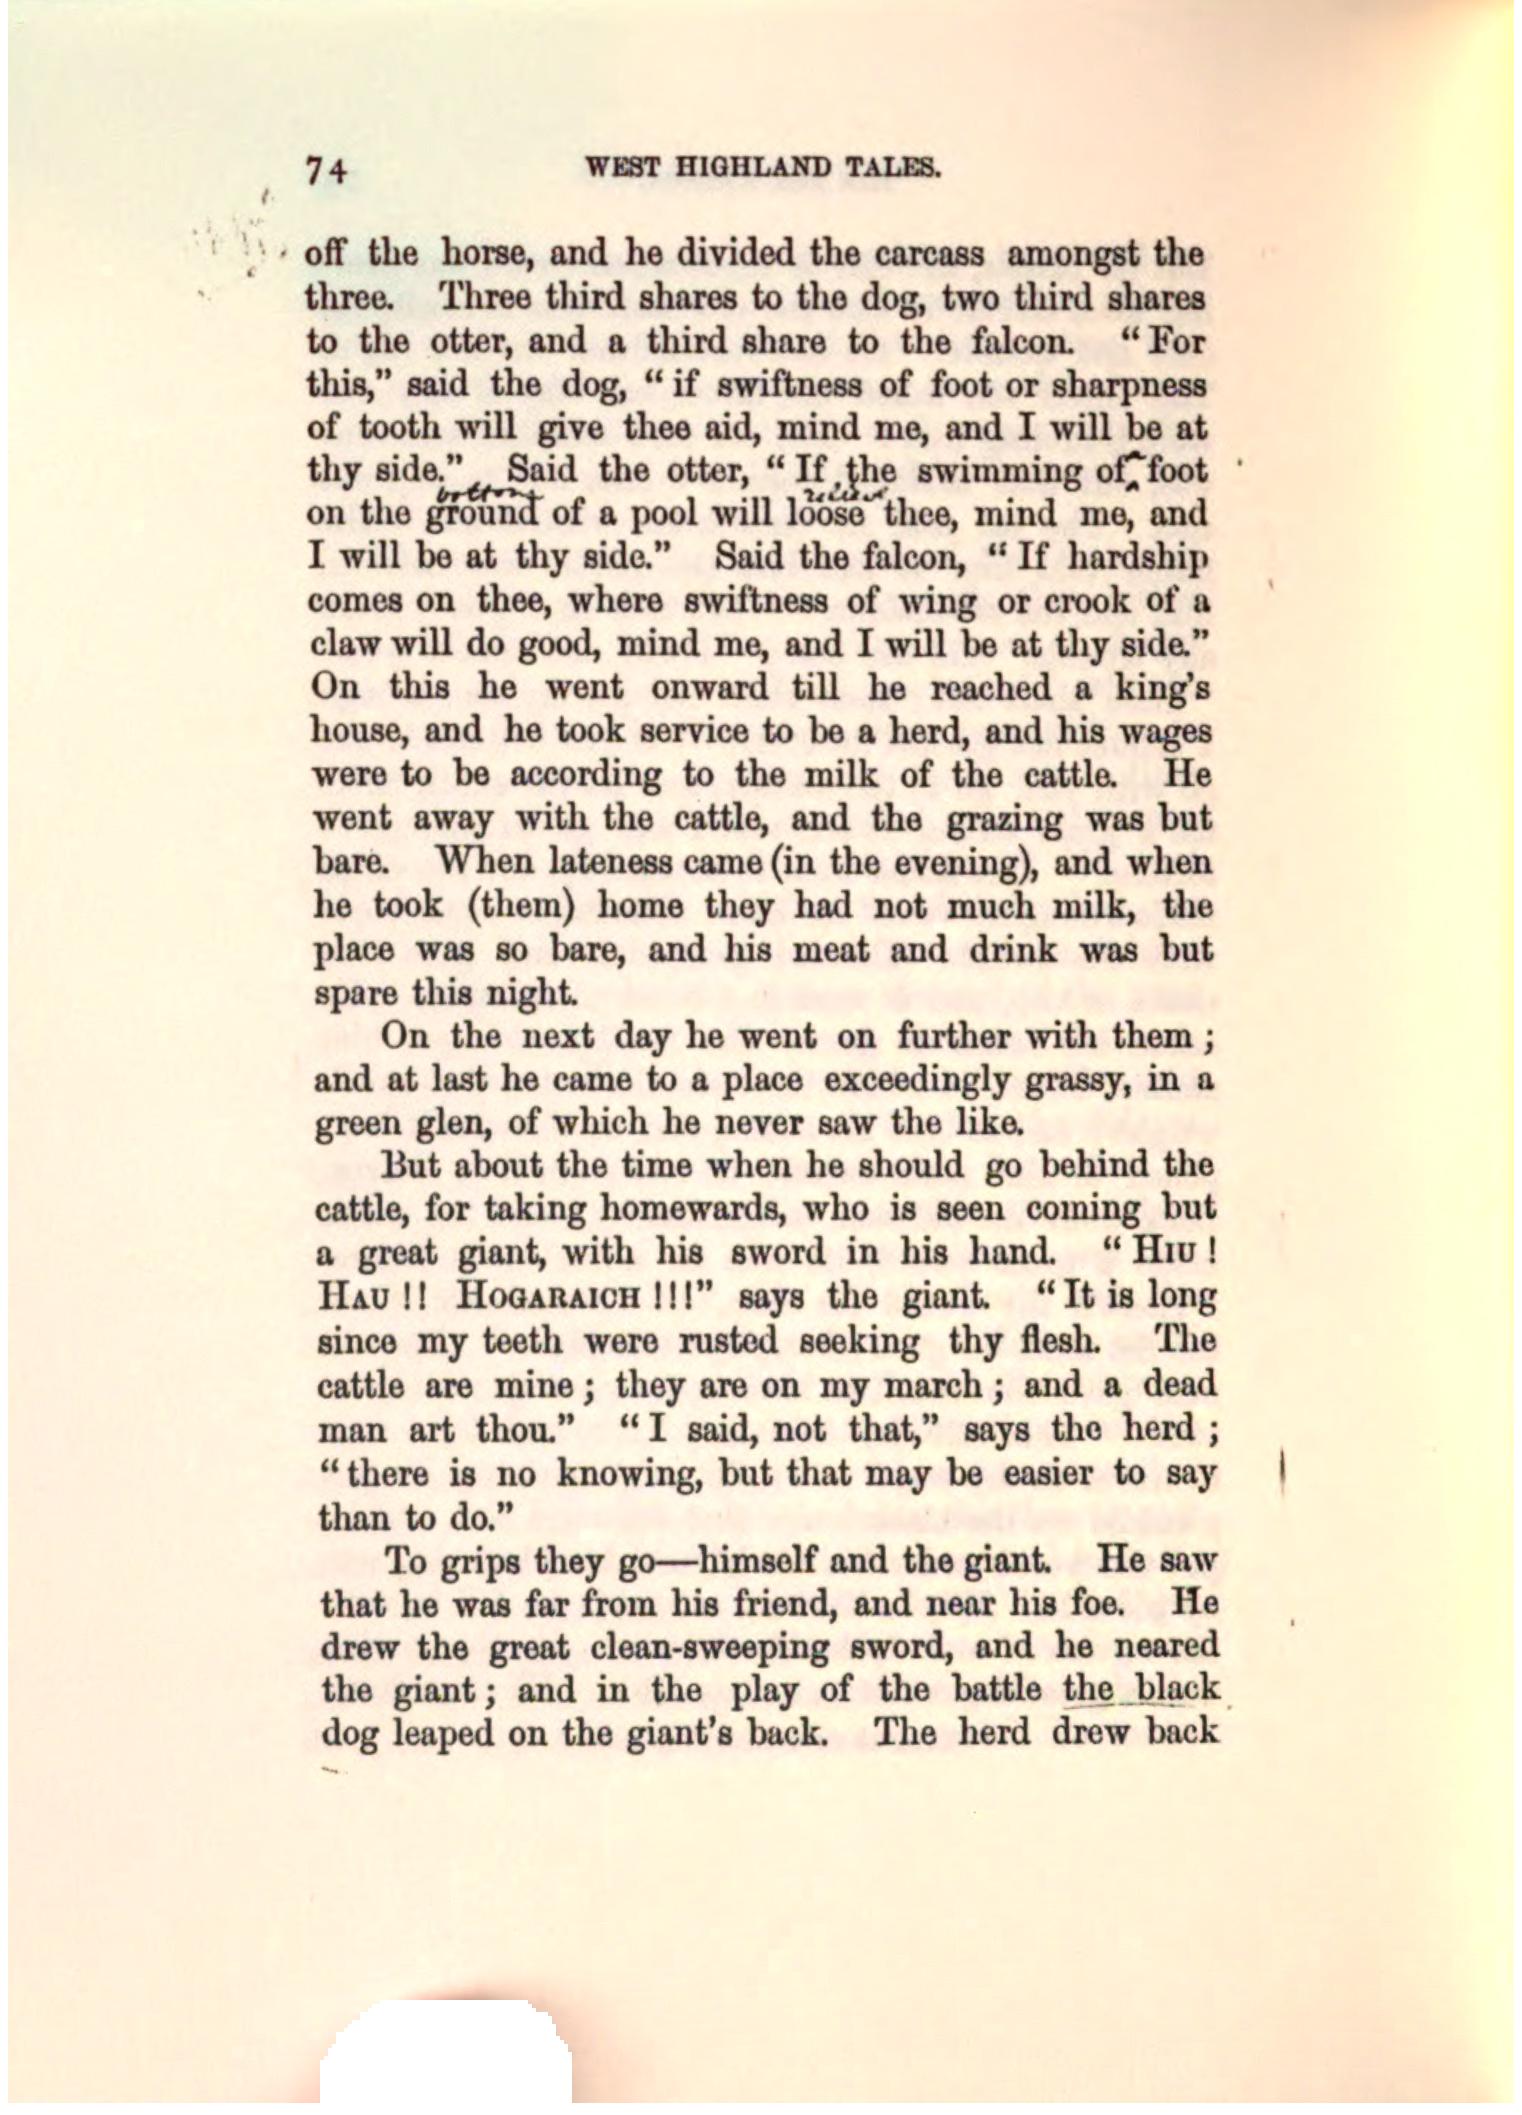 74 WEST HIGHLAND TALES.
off the horse, and he divided the carcass amongst the
three. Three third shares to the dog, two third shares
to the otter, and a third share to the falcon. “For
this,” said the dog, “if swiftness of foot or sharpness
of tooth will give thee aid, mind me, and I will be at
thy side.” Said the otter, “If the swimming of foot
bottom
on the ground of a pool will loose thee, mind me, and
I will be at thy side.” Said the falcon, “If hardship
comes on thee, where swiftness of wing or crook of a
claw will do good, mind me, and I will be at thy side.”
On this he went onward till he reached a king’s
house, and he took service to be a herd, and his wages
were to be according to the milk of the cattle. He
went away with the cattle, and the grazing was but
bare. When lateness came (in the evening), and when
he took (them) home they had not much milk, the
place was so bare, and his meat and drink was but
spare this night.
On the next day he went on further with them ;
and at last he came to a place exceedingly grassy, in a
green glen, of which he never saw the like.
But about the time when he should go behind the
cattle, for taking homewards, who is seen coming but
a great giant, with his sword in his hand. “HIU !
HAU !! HOGARAICH !!!” says the giant. “It is long
since my teeth were rusted seeking thy flesh. The
cattle are mine ; they are on my march ; and a dead
man art thou.” “I said, not that,” says the herd ;
“there is no knowing, but that may be easier to say
than to do.”
To grips they go—himself and the giant. He saw
that he was far from his friend, and near his foe. He
drew the great clean-sweeping sword, and he neared
the giant ; and in the play of the battle the black
dog leaped on the giant’s back. The herd drew back